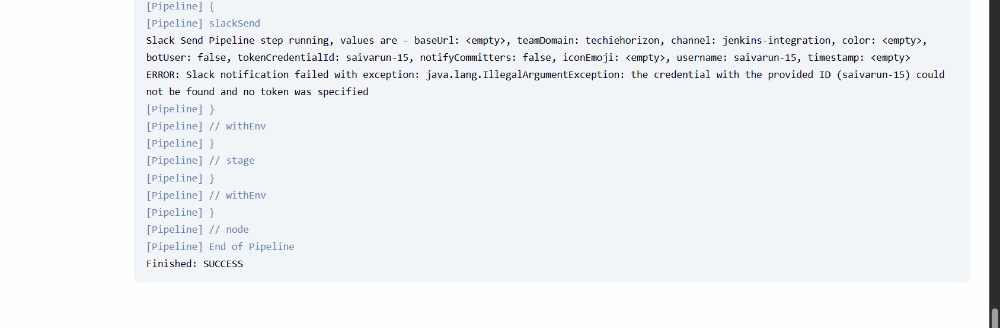 [Pipeline] {
[Pipeline] slackSend
Slack Send Pipeline step running, values are - baseUrl: <empty>, teamDomain: techiehorizon, channel: jenkins-integration, color: <empty>,
botUser: false, tokenCredentialId: saivarun-15, notifyCommitters: false, iconEmoji: <empty>, username: saivarun-15, timestamp: <empty>
ERROR: Slack notification failed with exception: java.lang.IllegalArgumentException: the credential with the provided ID (saivarun-15) could
not be found and no token was specified
[Pipeline] }
[Pipeline] // withEnv
[Pipeline] }
[Pipeline] // stage
[Pipeline] }
[Pipeline] // withEnv
[Pipeline] }
[Pipeline] // node
[Pipeline] End of Pipeline
Finished: SUCCESS